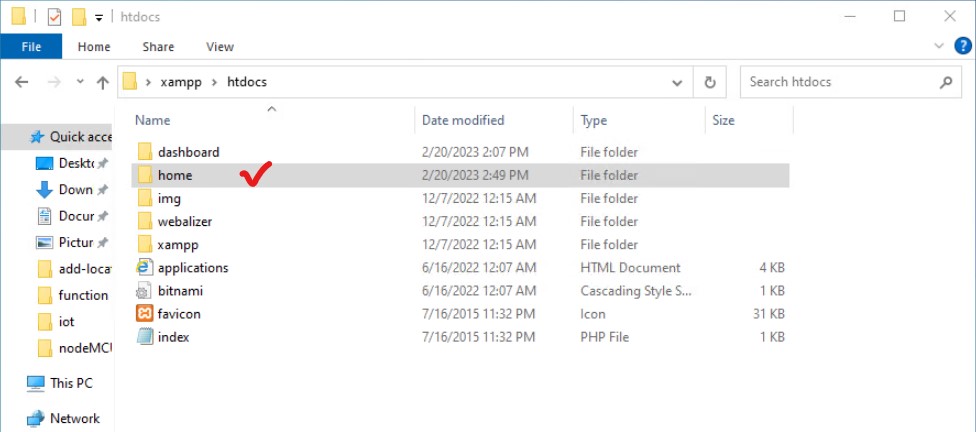 htdocs
File Home Share View
xampp htdocs Search htdocs
Name Date modified Type Size
Quick acce
Deskt
Down
Docur
Pictur
add-locat
function
iot
nodeMCU
This PC
Network
dashboard 2/20/2023 2:07 PM File folder
home 2/20/2023 2:49 PM File folder
img 12/7/2022 12:15 AM File folder
webalizer 12/7/2022 12:15 AM File folder
xampp 12/7/2022 12:15 AM File folder
applications 6/16/2022 12:07 AM HTML Document 4 KB
bitnami 6/16/2022 12:07 AM Cascading Style S... 1 KB
favicon 7/16/2015 11:32 PM Icon 31 KB
index 7/16/2015 11:32 PM PHP File 1 KB